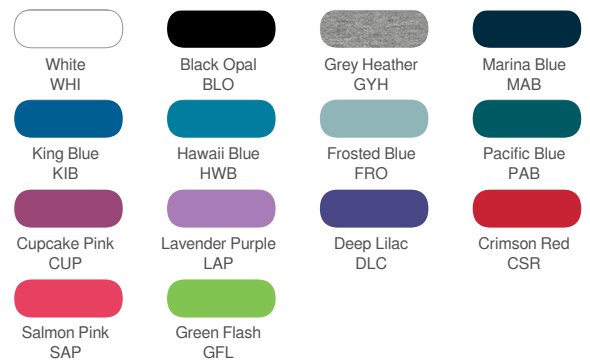 White
WHI
Black Opal
BLO
Grey Heather
GYH
Marina Blue
MAB
King Blue
KIB
Hawaii Blue
HWB
Frosted Blue
FRO
Pacific Blue
PAB
Cupcake Pink
CUP
Lavender Purple
LAP
Deep Lilac
DLC
Crimson Red
CSR
Salmon Pink
SAP
Green Flash
GFL